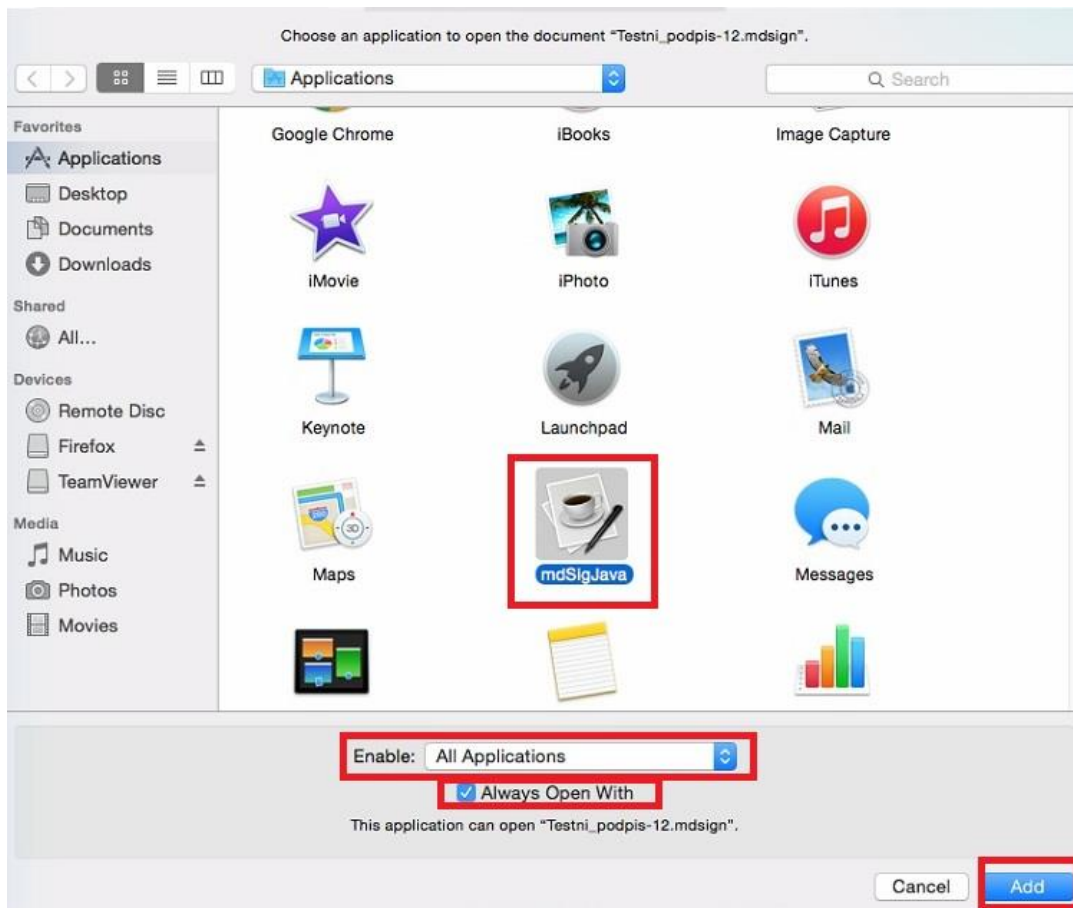 Choose an application to open the document “Testni_podpis-12.mdsign”.
Applications
Search
Favorites
Applications
Desktop
Documents
Downloads
Shared
All...
Devices
Remote Disc
Firefox
TeamViewer
Media
Music
Photos
Movies
Google Chrome
iBooks
Image Capture
iMovie
iPhoto
iTunes
Keynote
Launchpad
Mail
Maps
mdSigJava
Messages
Enable: All Applications
Always Open With
This application can open “Testni_podpis-12.mdsign”.
Cancel
Add